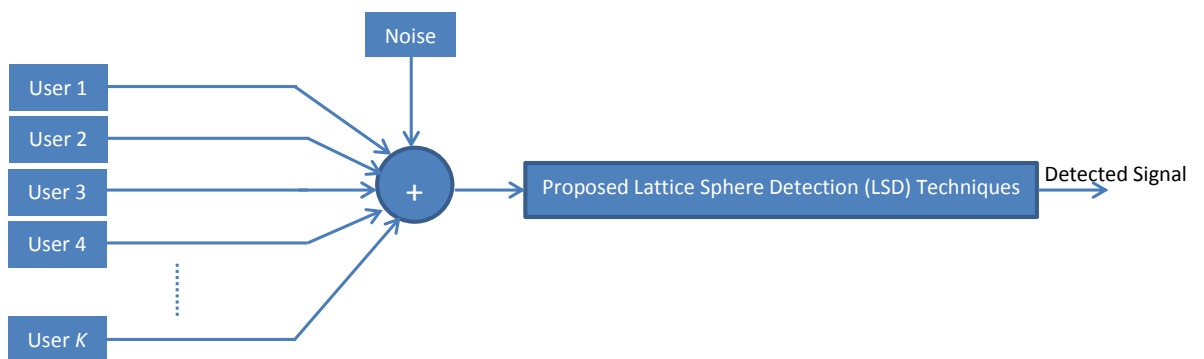 Noise
User 1
User 2
User 3
User 4
User K
+
Proposed Lattice Sphere Detection (LSD) Techniques
Detected Signal